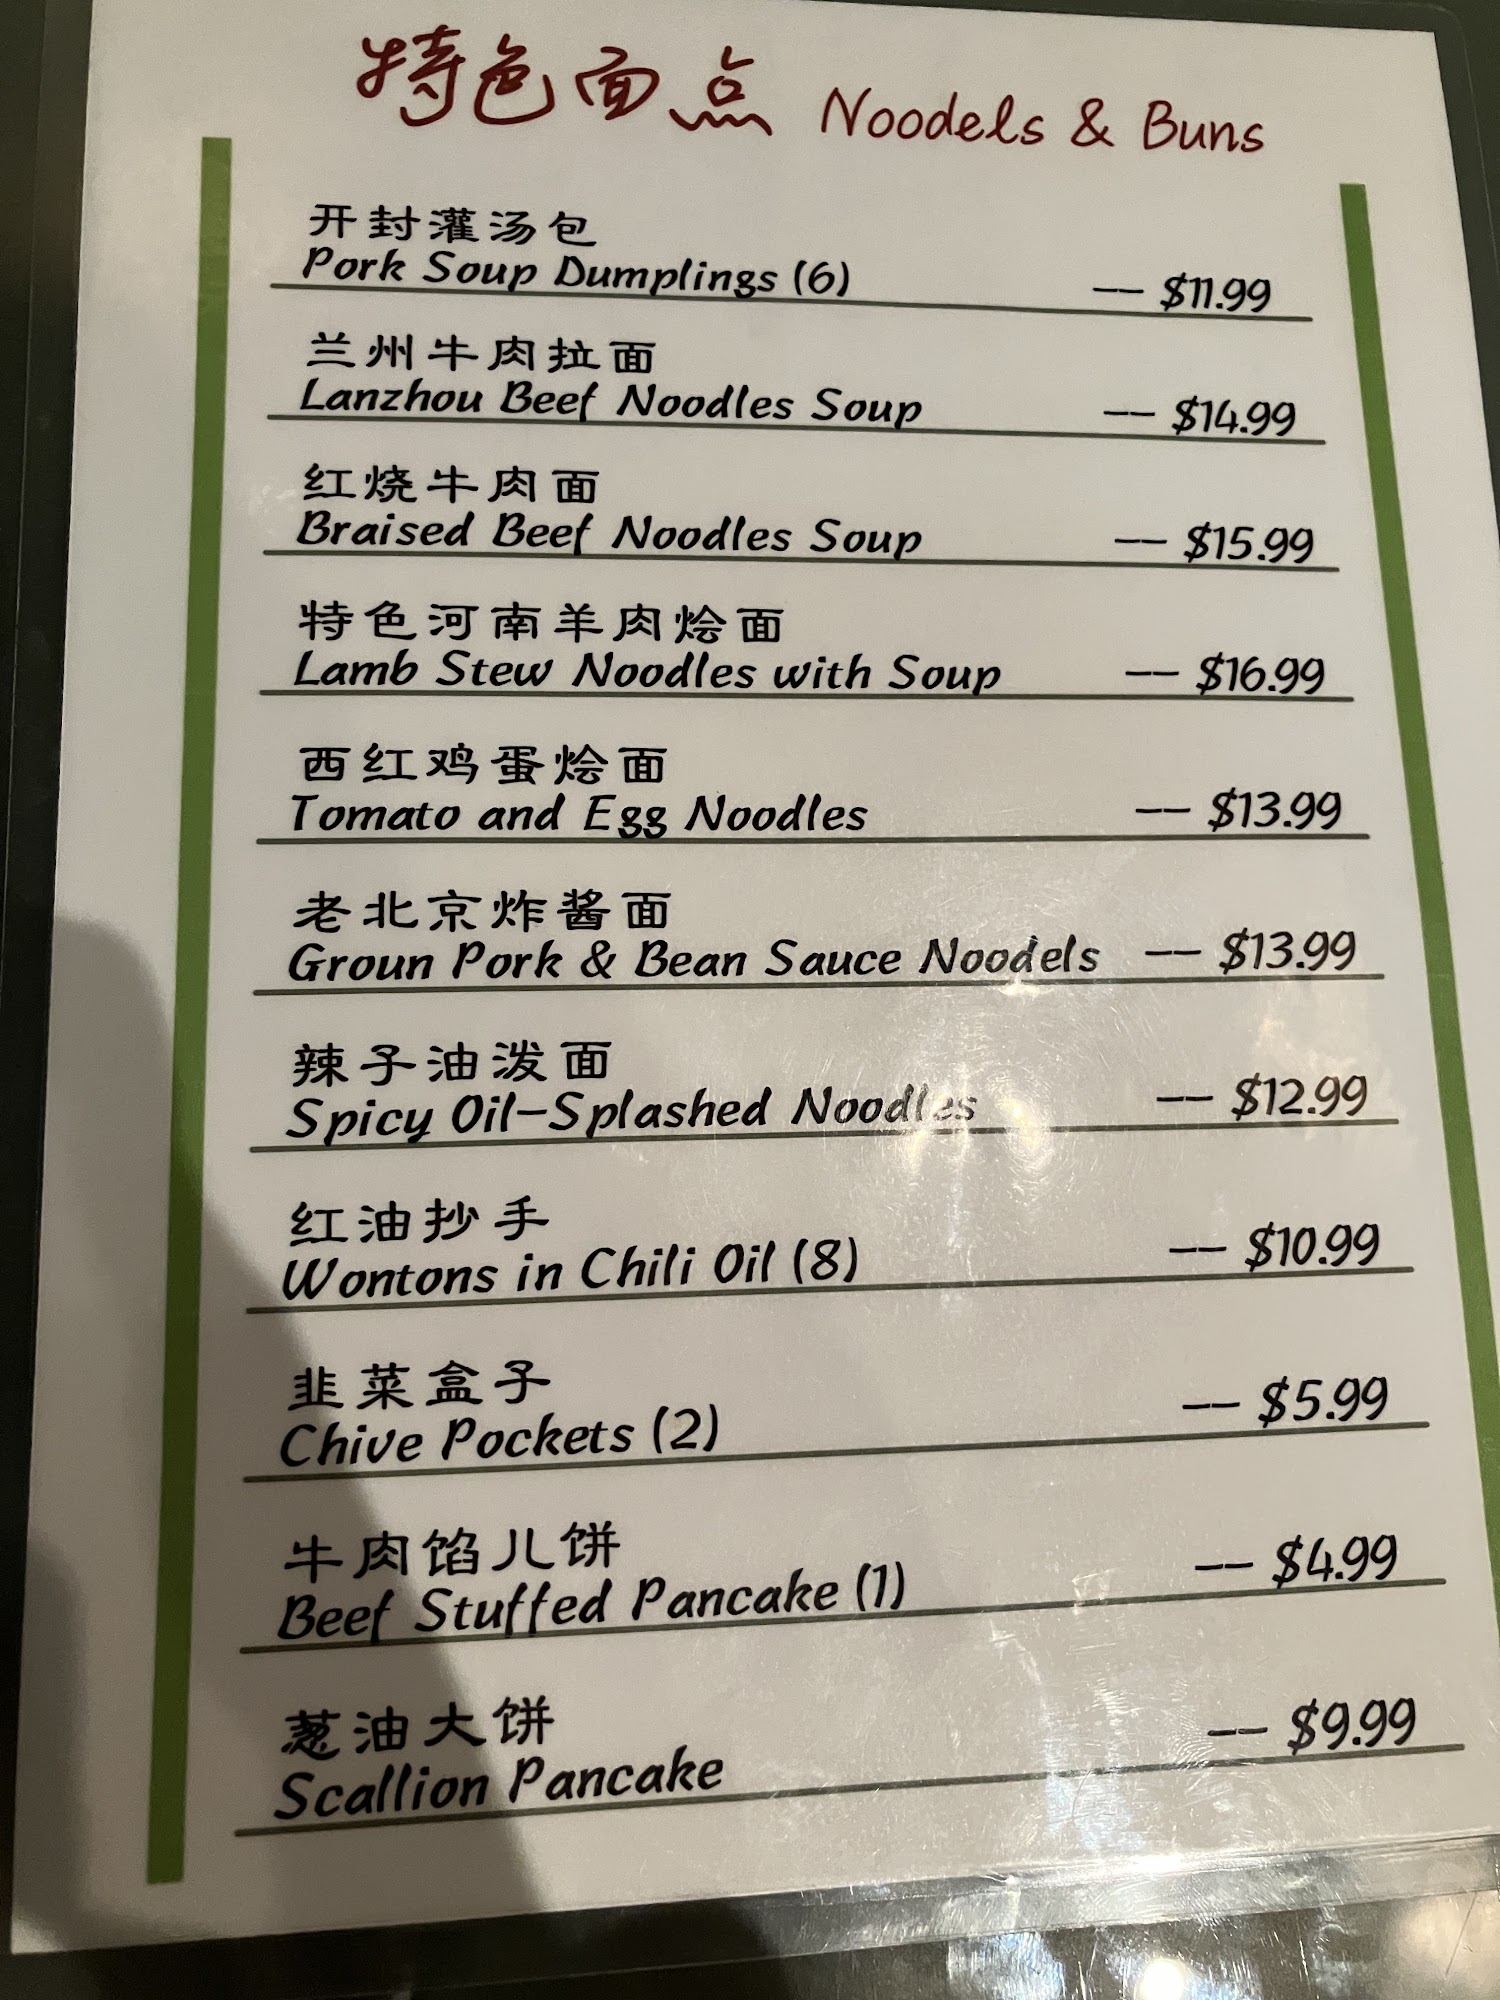 特色面点 Noodels & Buns
开封灌汤包
Pork Soup Dumplings (6) -- $11.99
兰州牛肉拉面
Lanzhou Beef Noodles Soup -- $14.99
红烧牛肉面
Braised Beef Noodles Soup -- $15.99
特色河南羊肉烩面
Lamb Stew Noodles with Soup -- $16.99
西红鸡蛋烩面
Tomato and Egg Noodles -- $13.99
老北京炸酱面
Groun Pork & Bean Sauce Noodels -- $13.99
辣子油泼面
Spicy Oil-Splashed Noodles -- $12.99
红油抄手
Wontons in Chili Oil (8) -- $10.99
韭菜盒子
Chive Pockets (2) -- $5.99
牛肉馅儿饼
Beef Stuffed Pancake (1) -- $4.99
葱油大饼
Scallion Pancake -- $9.99